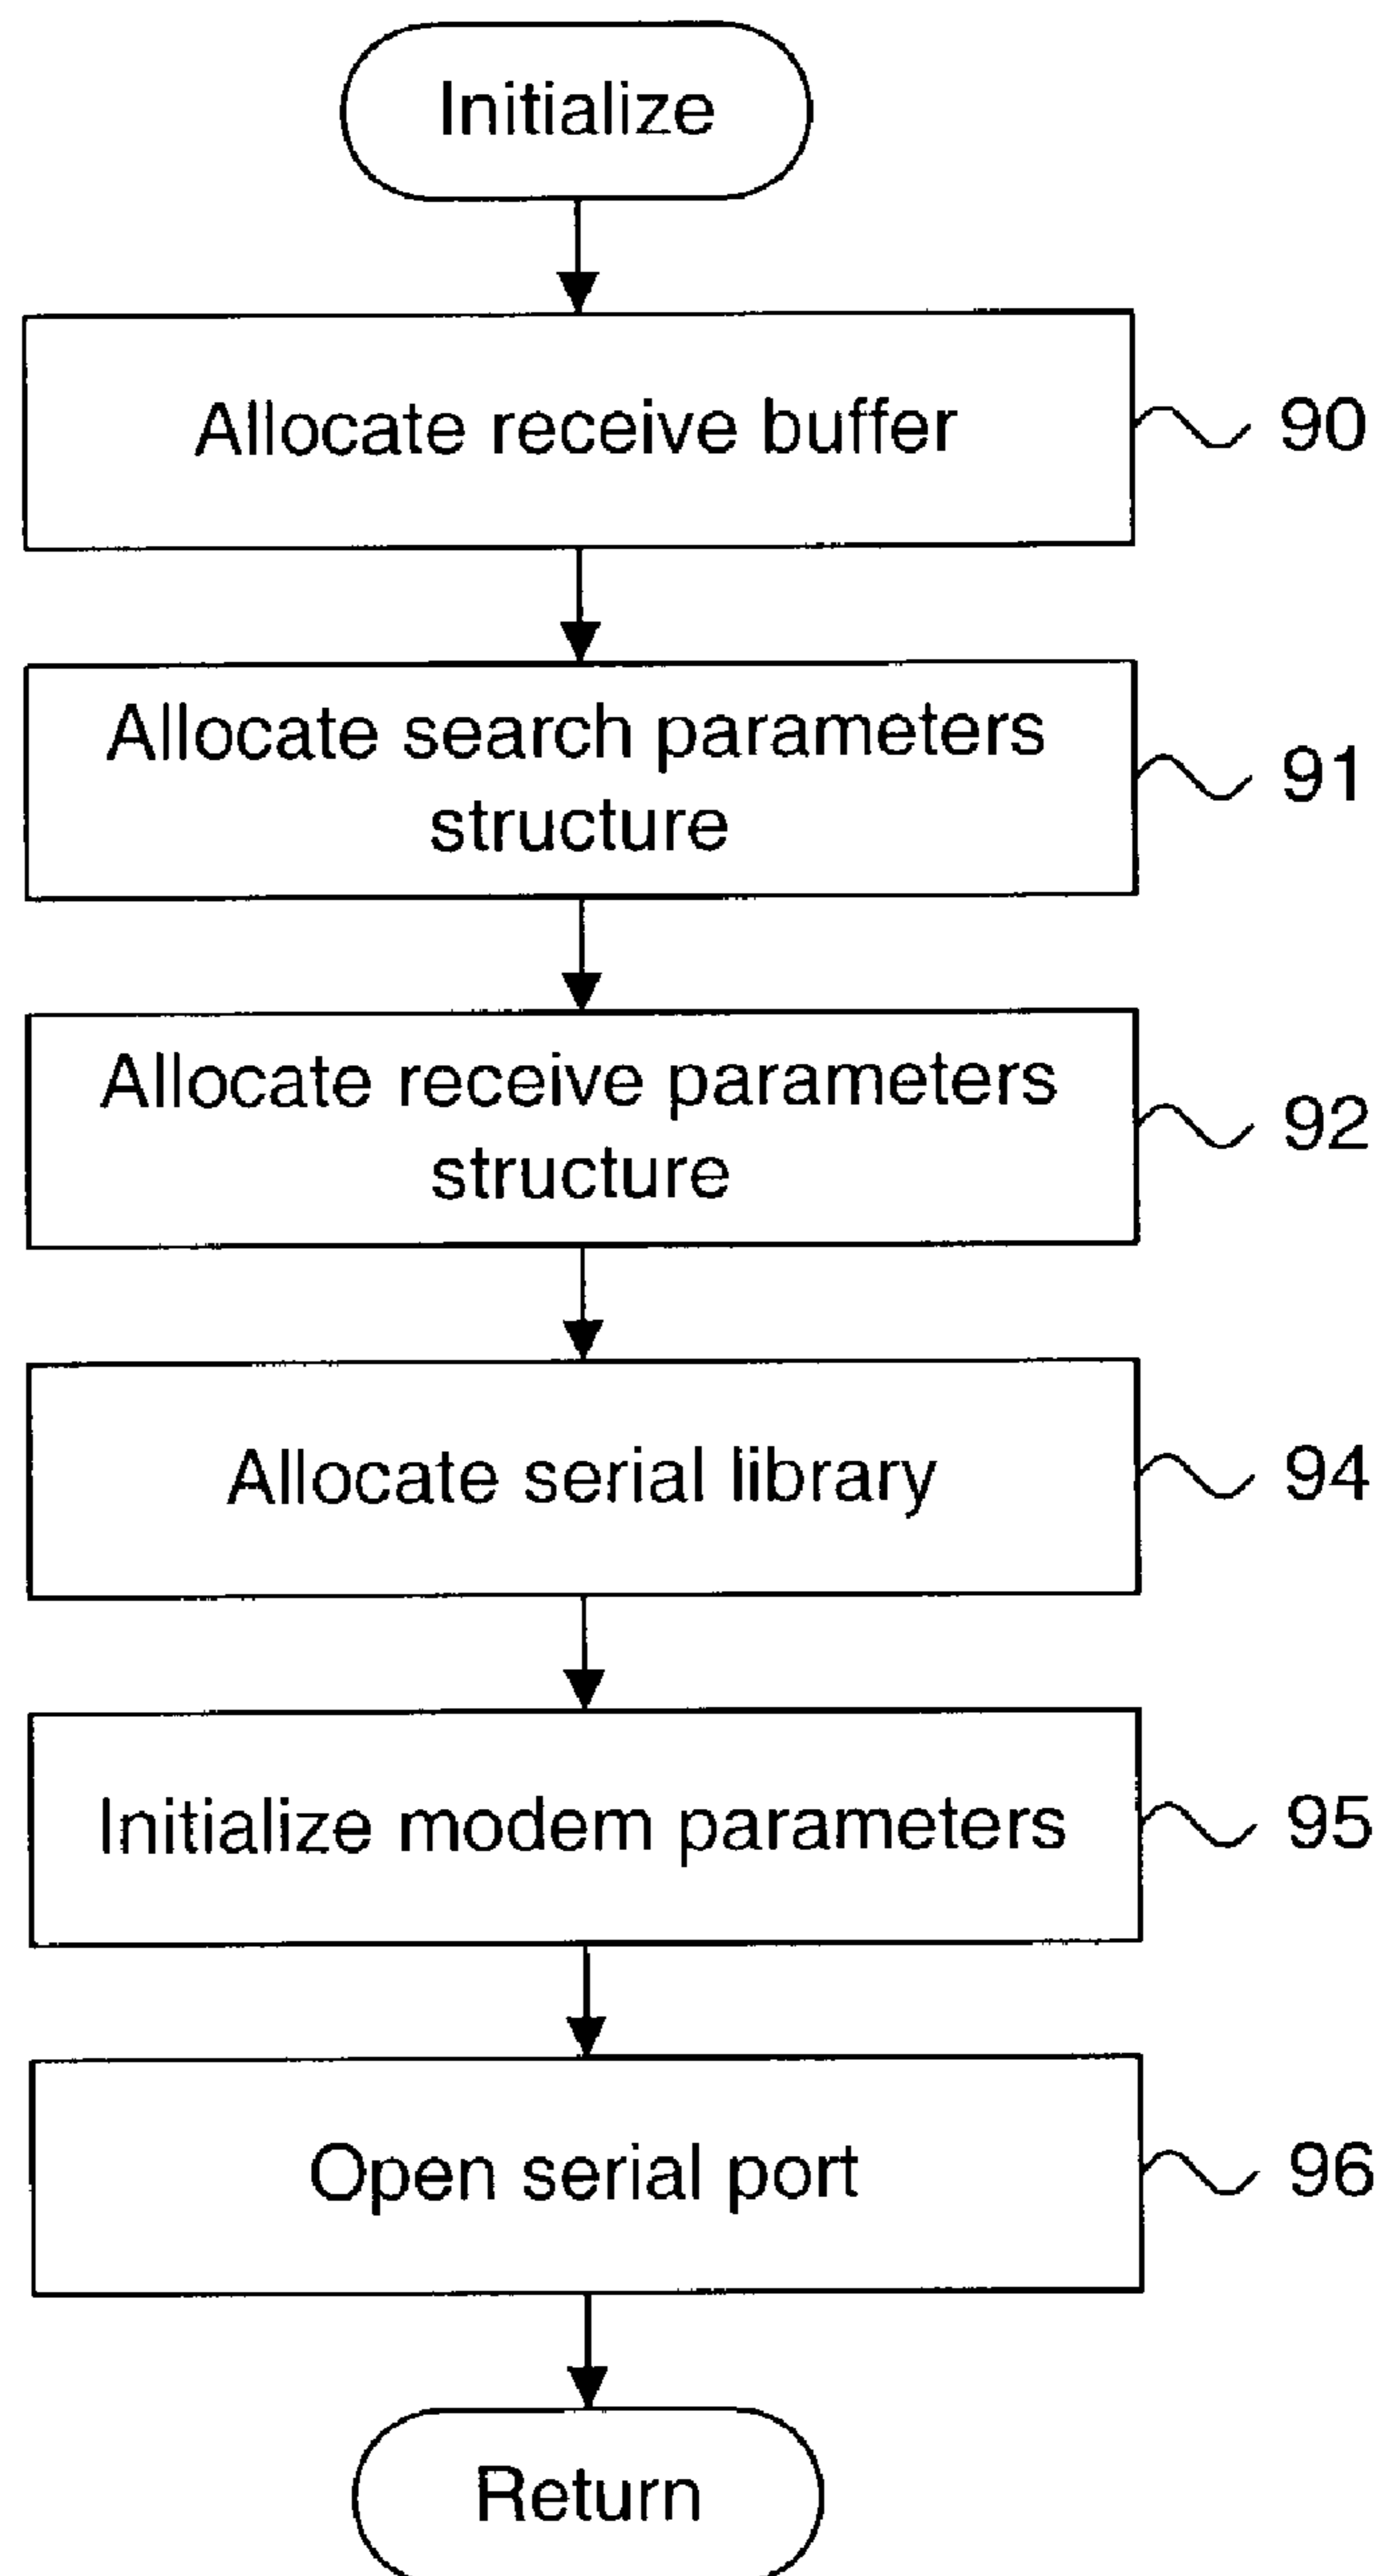 Initialize
Allocate receive buffer
90
Allocate search parameters
structure
91
Allocate receive parameters
structure
92
Allocate serial library
94
Initialize modem parameters
95
Open serial port
96
Return